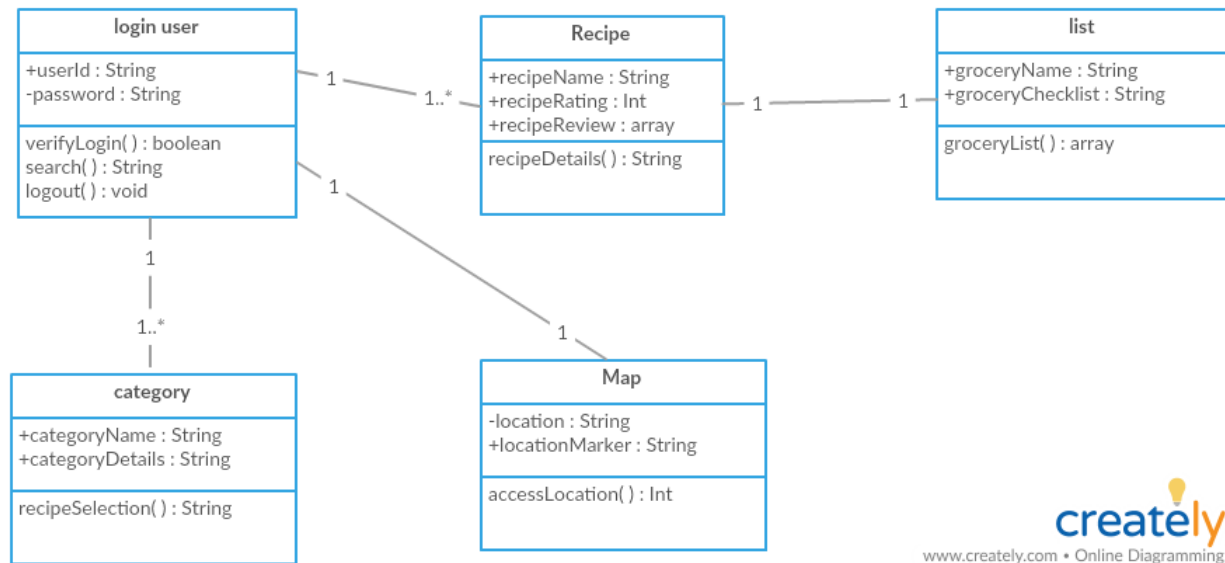 login user
+userId : String
-password : String
verifyLogin( ) : boolean
search( ) : String
logout( ) : void
1
1..*
Recipe
+recipeName : String
+recipeRating : Int
+recipeReview : array
recipeDetails( ) : String
1
1
list
+groceryName : String
+groceryChecklist : String
groceryList( ) : array
1
1
1
1..*
category
+categoryName : String
+categoryDetails : String
recipeSelection( ) : String
Map
-location : String
+locationMarker : String
accessLocation( ) : Int
creately
www.creately.com • Online Diagramming